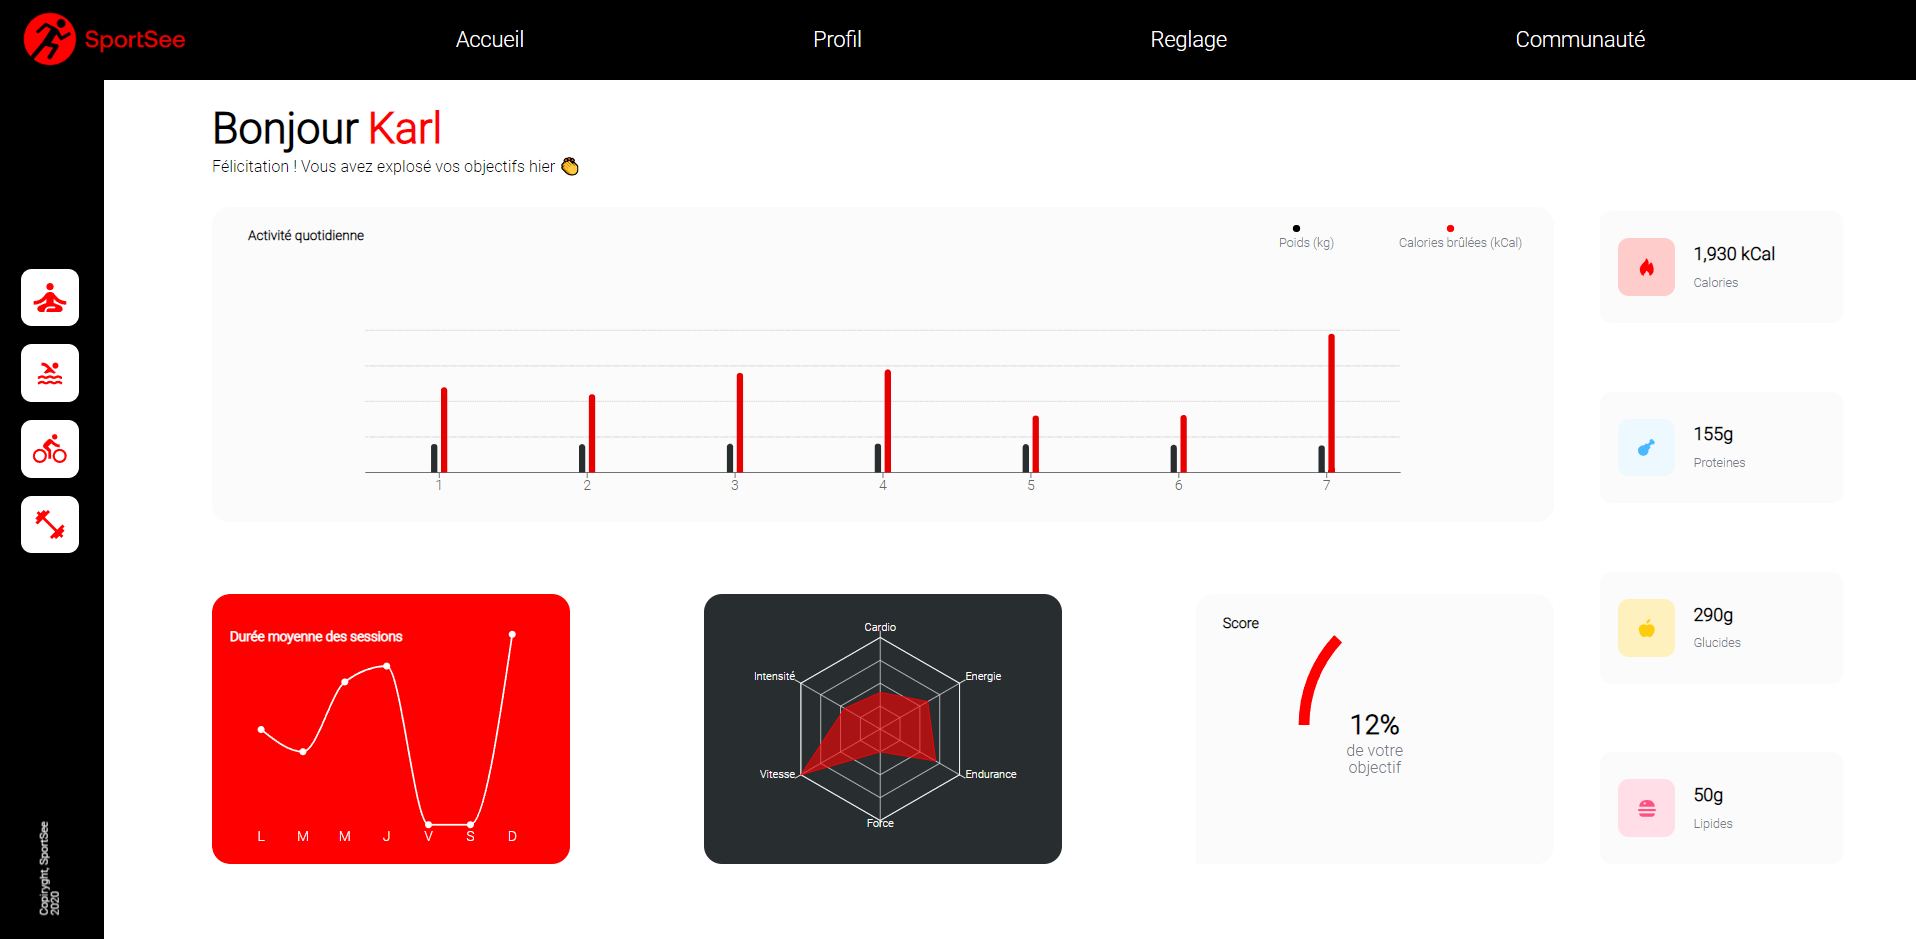 SportSee
Accueil
Profil
Reglage
Communauté
Bonjour Karl
Félicitation ! Vous avez explosé vos objectifs hier 👏
Activité quotidienne
Poids (kg)
Calories brûlées (kCal)
1 2 3 4 5 6 7
1,930 kCal
Calories
155g
Proteines
290g
Glucides
50g
Lipides
Durée moyenne des sessions
L M M J V S D
Cardio
Energie
Endurance
Force
Vitesse
Intensité
Score
12%
de votre
objectif
Copiryght, SportSee
2020